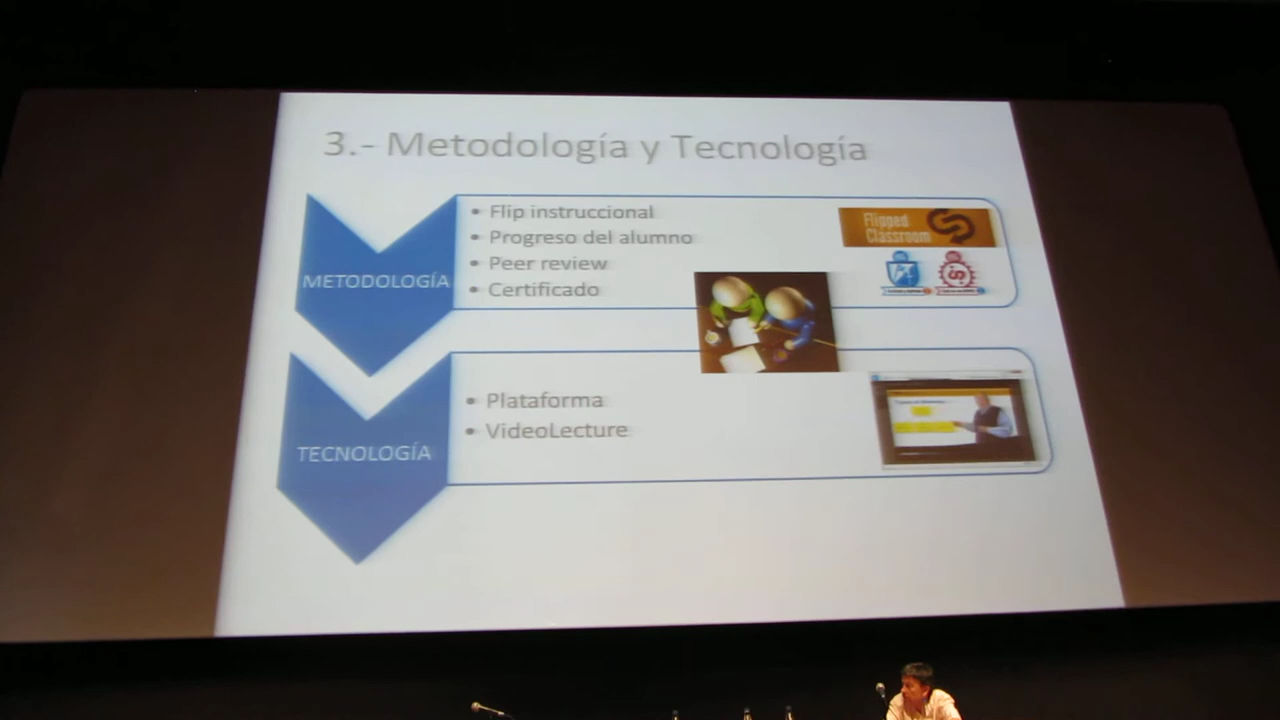 3.- Metodología y Tecnología
METODOLOGÍA
• Flip instruccional
• Progreso del alumno
• Peer review
• Certificado
Flipped
Classroom
TECNOLOGÍA
• Plataforma
• VideoLecture